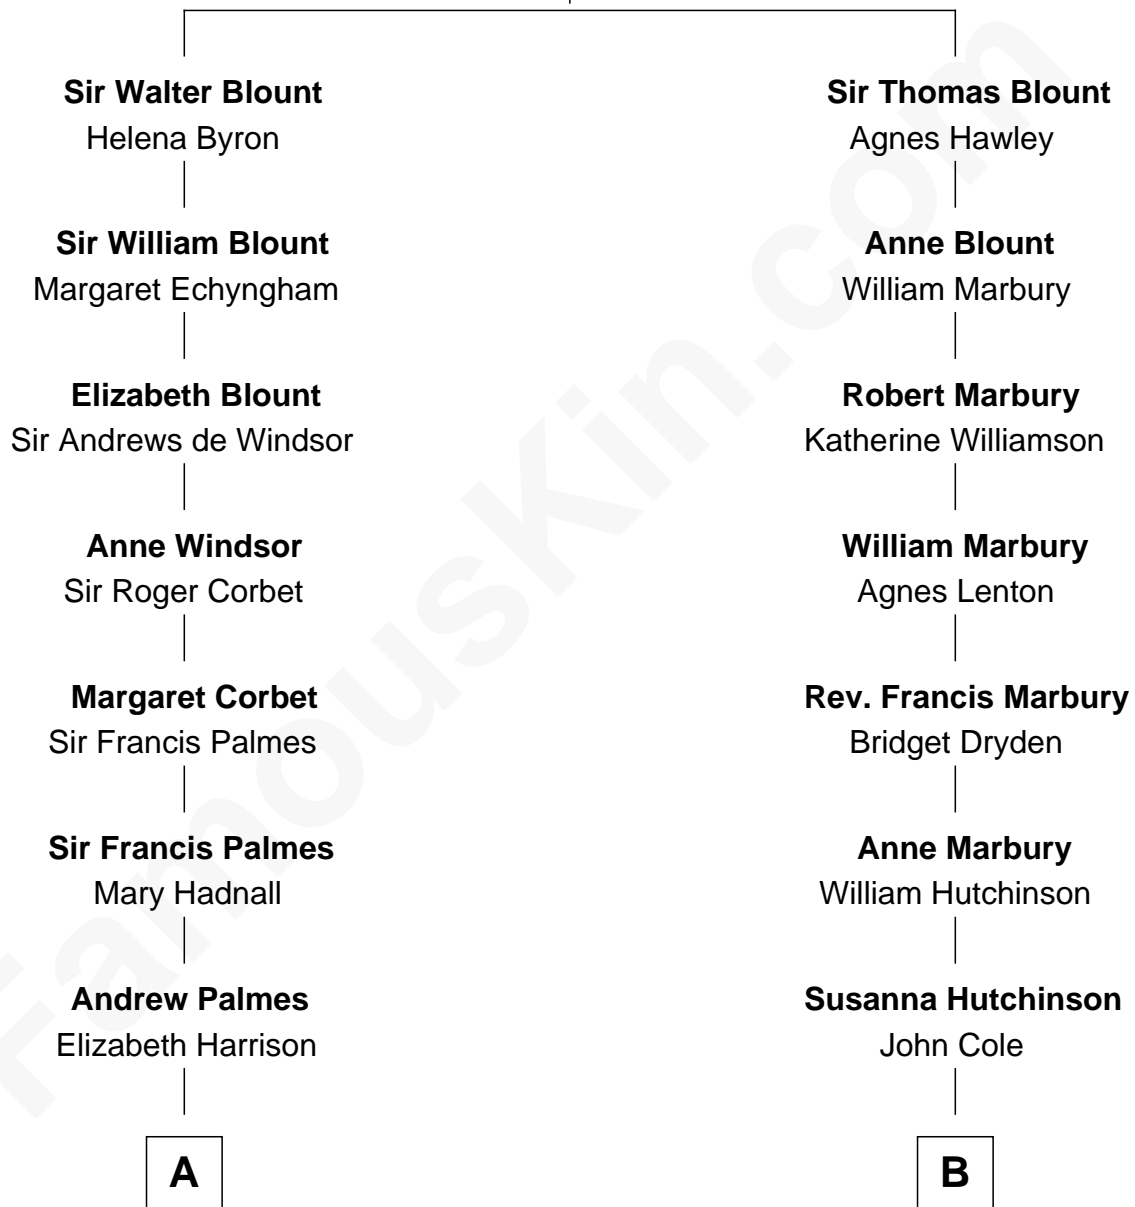 Sir Walter Blount
Helena Byron
Sir William Blount
Margaret Echyngham
Elizabeth Blount
Sir Andrews de Windsor
Anne Windsor
Sir Roger Corbet
Margaret Corbet
Sir Francis Palmes
Sir Francis Palmes
Mary Hadnall
Andrew Palmes
Elizabeth Harrison
A
Sir Thomas Blount
Agnes Hawley
Anne Blount
William Marbury
Robert Marbury
Katherine Williamson
William Marbury
Agnes Lenton
Rev. Francis Marbury
Bridget Dryden
Anne Marbury
William Hutchinson
Susanna Hutchinson
John Cole
B
FamousKin.com